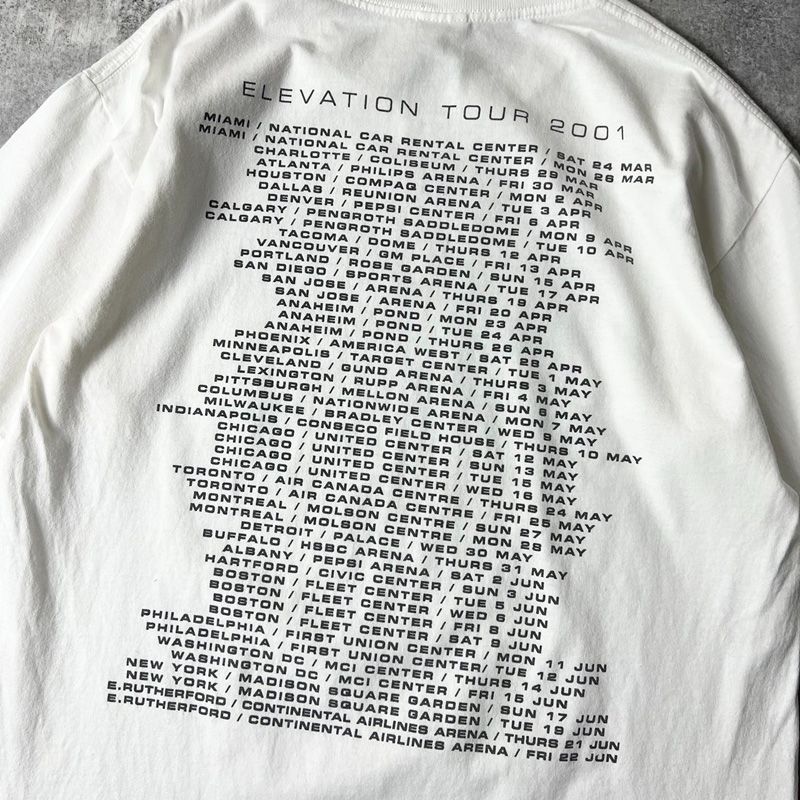 ELEVATION TOUR 2001
MIAMI / NATIONAL CAR RENTAL CENTER / SAT 24 MAR
MIAMI / NATIONAL CAR RENTAL CENTER / MON 26 MAR
CHARLOTTE / COLISEUM / THURS 29 MAR
ATLANTA / PHILIPS ARENA / FRI 30 MAR
HOUSTON / COMPAQ CENTER / MON 2 APR
DALLAS / REUNION ARENA / TUE 3 APR
DENVER / PEPSI CENTER / FRI 6 APR
CALGARY / PENGROTH SADDLEDOME / MON 9 APR
CALGARY / PENGROTH SADDLEDOME / TUE 10 APR
TACOMA / DOME / THURS 12 APR
VANCOUVER / GM PLACE / FRI 13 APR
PORTLAND / ROSE GARDEN / SUN 15 APR
SAN DIEGO / SPORTS ARENA / TUE 17 APR
SAN JOSE / ARENA / THURS 19 APR
SAN JOSE / ARENA / FRI 20 APR
ANAHEIM / POND / MON 23 APR
ANAHEIM / POND / TUE 24 APR
ANAHEIM / POND / THURS 26 APR
PHOENIX / AMERICA WEST / SAT 28 APR
MINNEAPOLIS / TARGET CENTER / TUE 1 MAY
CLEVELAND / GUND ARENA / THURS 3 MAY
LEXINGTON / RUPP ARENA / FRI 4 MAY
PITTSBURGH / MELLON ARENA / SUN 6 MAY
COLUMBUS / NATIONWIDE ARENA / MON 7 MAY
MILWAUKEE / BRADLEY CENTER / WED 9 MAY
INDIANAPOLIS / CONSECO FIELD HOUSE / THURS 10 MAY
CHICAGO / UNITED CENTER / SAT 12 MAY
CHICAGO / UNITED CENTER / SUN 13 MAY
CHICAGO / UNITED CENTER / TUE 15 MAY
CHICAGO / UNITED CENTER / WED 16 MAY
TORONTO / AIR CANADA CENTRE / THURS 24 MAY
TORONTO / AIR CANADA CENTRE / FRI 25 MAY
MONTREAL / MOLSON CENTRE / SUN 27 MAY
MONTREAL / MOLSON CENTRE / MON 28 MAY
DETROIT / PALACE / WED 30 MAY
BUFFALO / HSBC ARENA / THURS 31 MAY
ALBANY / PEPSI ARENA / SAT 2 JUN
HARTFORD / CIVIC CENTER / SUN 3 JUN
BOSTON / FLEET CENTER / TUE 5 JUN
BOSTON / FLEET CENTER / WED 6 JUN
BOSTON / FLEET CENTER / FRI 8 JUN
BOSTON / FLEET CENTER / SAT 9 JUN
PHILADELPHIA / FIRST UNION CENTER / MON 11 JUN
PHILADELPHIA / FIRST UNION CENTER/ TUE 12 JUN
WASHINGTON DC / MCI CENTER / THURS 14 JUN
WASHINGTON DC / MCI CENTER / FRI 15 JUN
NEW YORK / MADISON SQUARE GARDEN / SUN 17 JUN
NEW YORK / MADISON SQUARE GARDEN / TUE 19 JUN
E.RUTHERFORD / CONTINENTAL AIRLINES ARENA / THURS 21 JUN
E.RUTHERFORD / CONTINENTAL AIRLINES ARENA / FRI 22 JUN